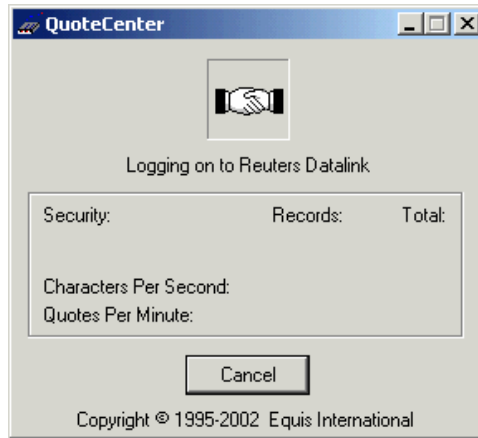 QuoteCenter
Logging on to Reuters Datalink
Security: Records: Total:
Characters Per Second:
Quotes Per Minute:
Cancel
Copyright © 1995-2002 Equis International